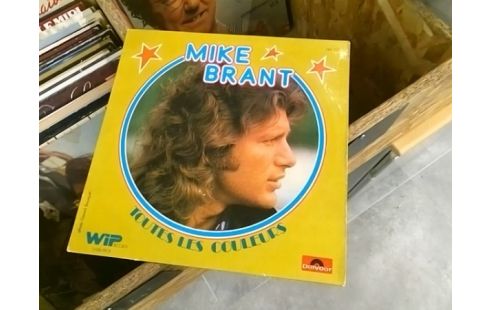 MIKE
BRANT
TOUTES LES COULEURS
WIP
Polydor